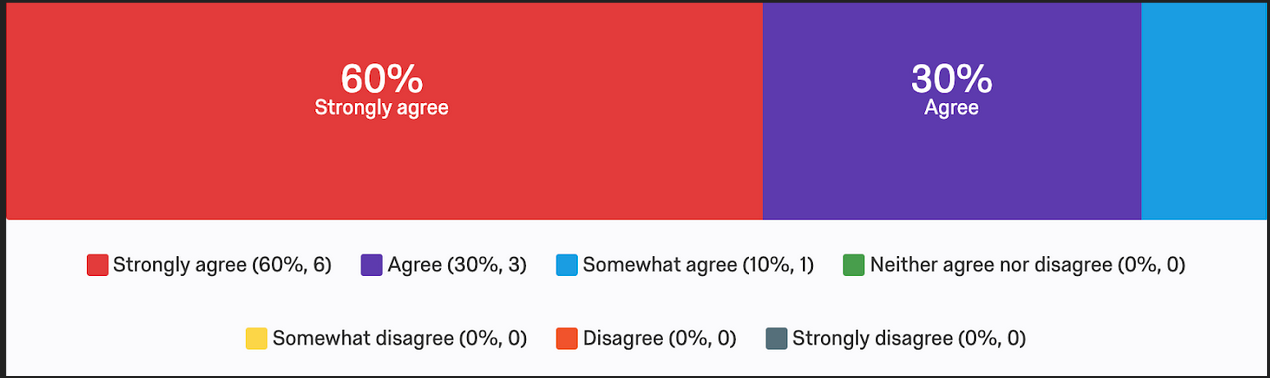 60%
Strongly agree
30%
Agree
Strongly agree (60%, 6)
Agree (30%, 3)
Somewhat agree (10%, 1)
Neither agree nor disagree (0%, 0)
Somewhat disagree (0%, 0)
Disagree (0%, 0)
Strongly disagree (0%, 0)